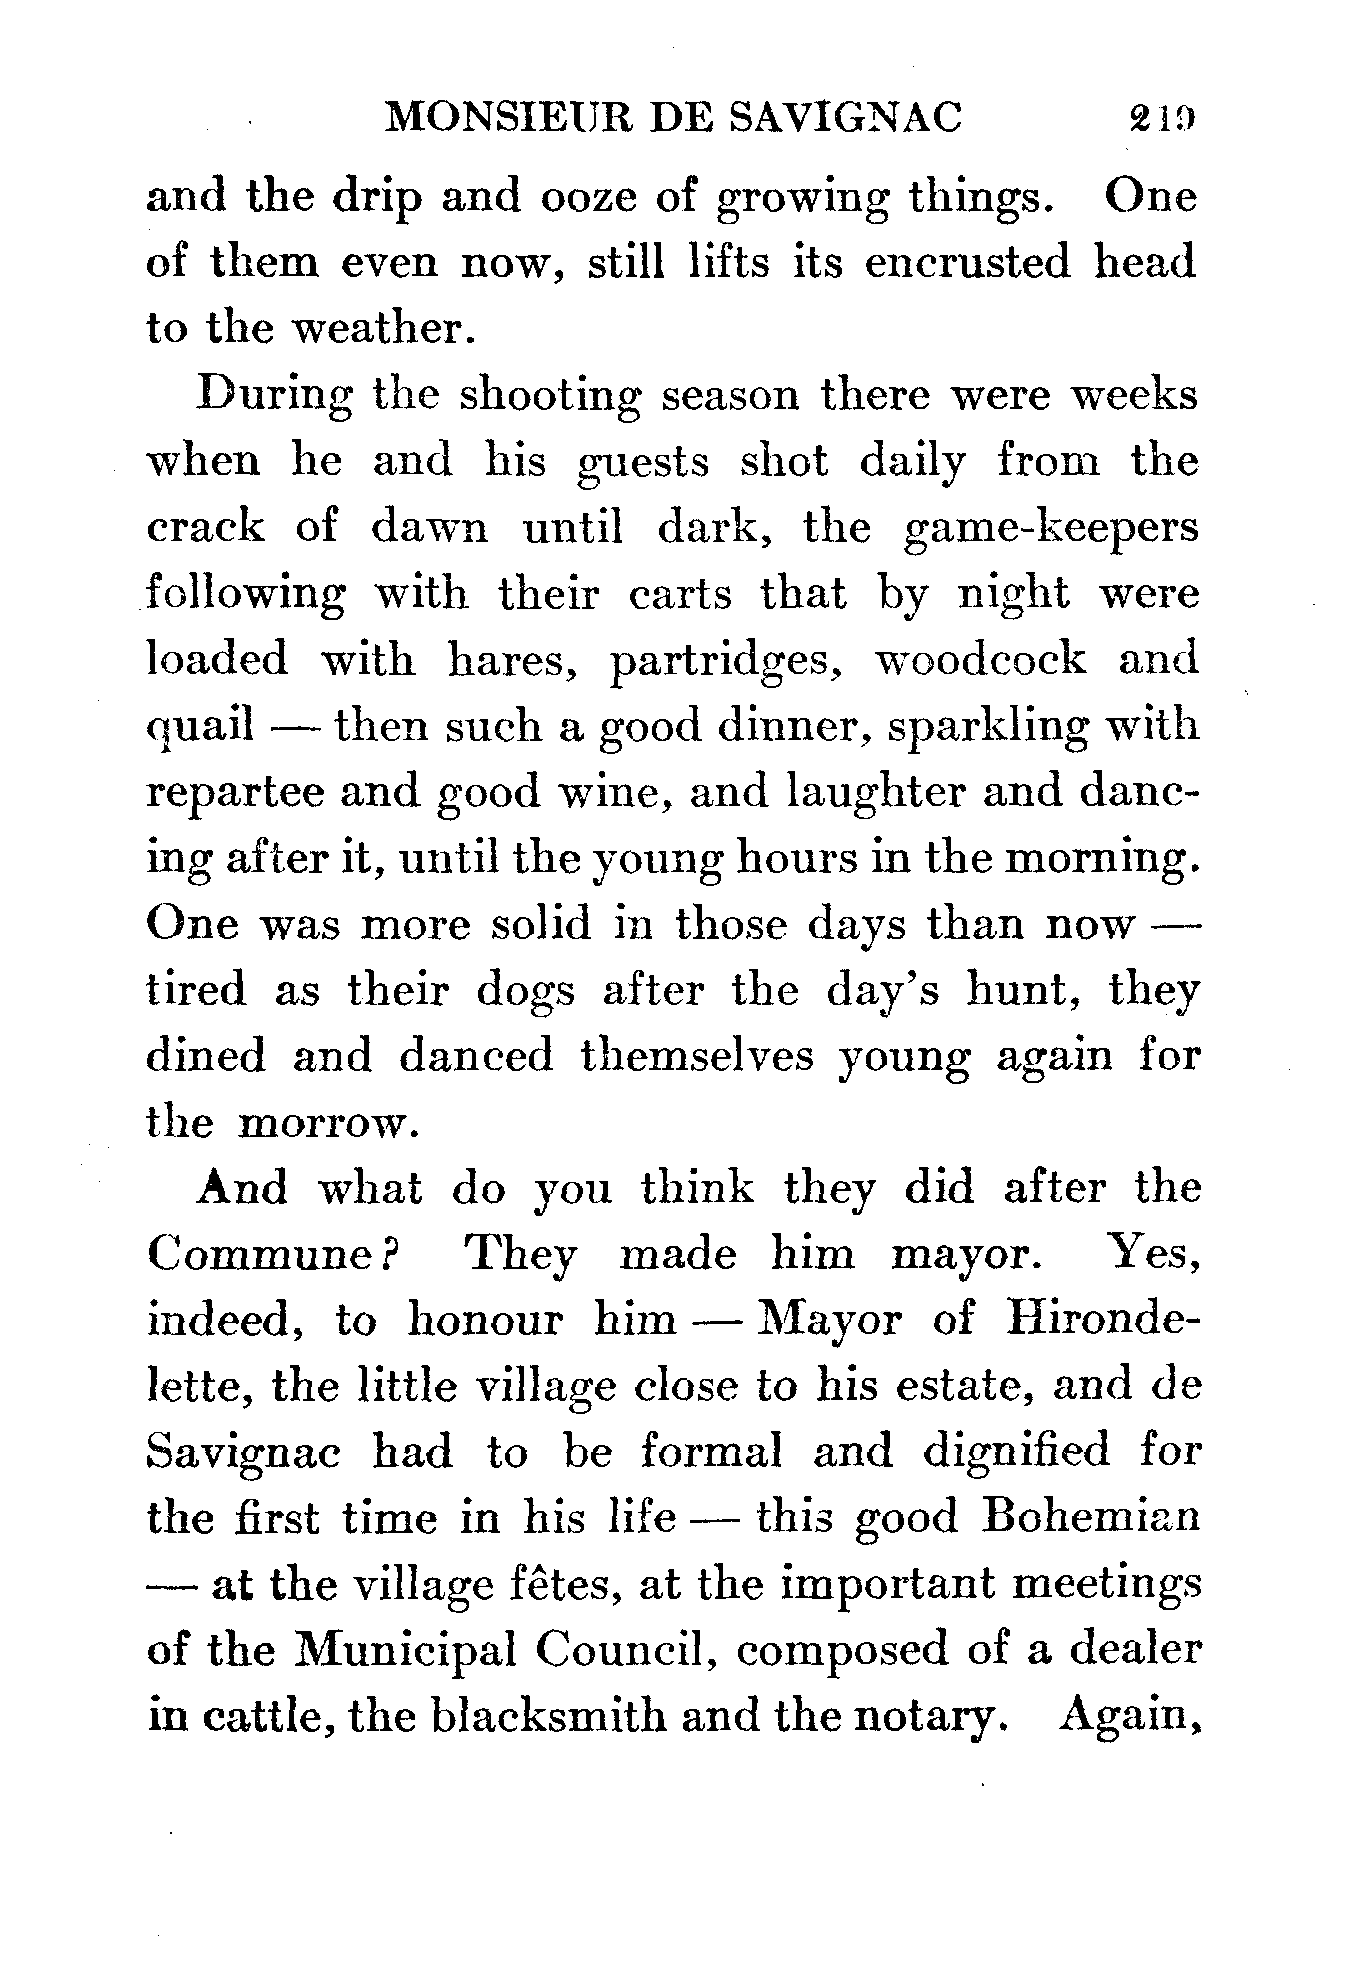 MONSIEUR DE SAVIGNAC 219
and the drip and ooze of growing things. One
of them even now, still lifts its encrusted head
to the weather.
During the shooting season there were weeks
when he and his guests shot daily from the
crack of dawn until dark, the game-keepers
following with their carts that by night were
loaded with hares, partridges, woodcock and
quail — then such a good dinner, sparkling with
repartee and good wine, and laughter and danc-
ing after it, until the young hours in the morning.
One was more solid in those days than now —
tired as their dogs after the day's hunt, they
dined and danced themselves young again for
the morrow.
And what do you think they did after the
Commune? They made him mayor. Yes,
indeed, to honour him — Mayor of Hironde-
lette, the little village close to his estate, and de
Savignac had to be formal and dignified for
the first time in his life — this good Bohemian
— at the village fêtes, at the important meetings
of the Municipal Council, composed of a dealer
in cattle, the blacksmith and the notary. Again,